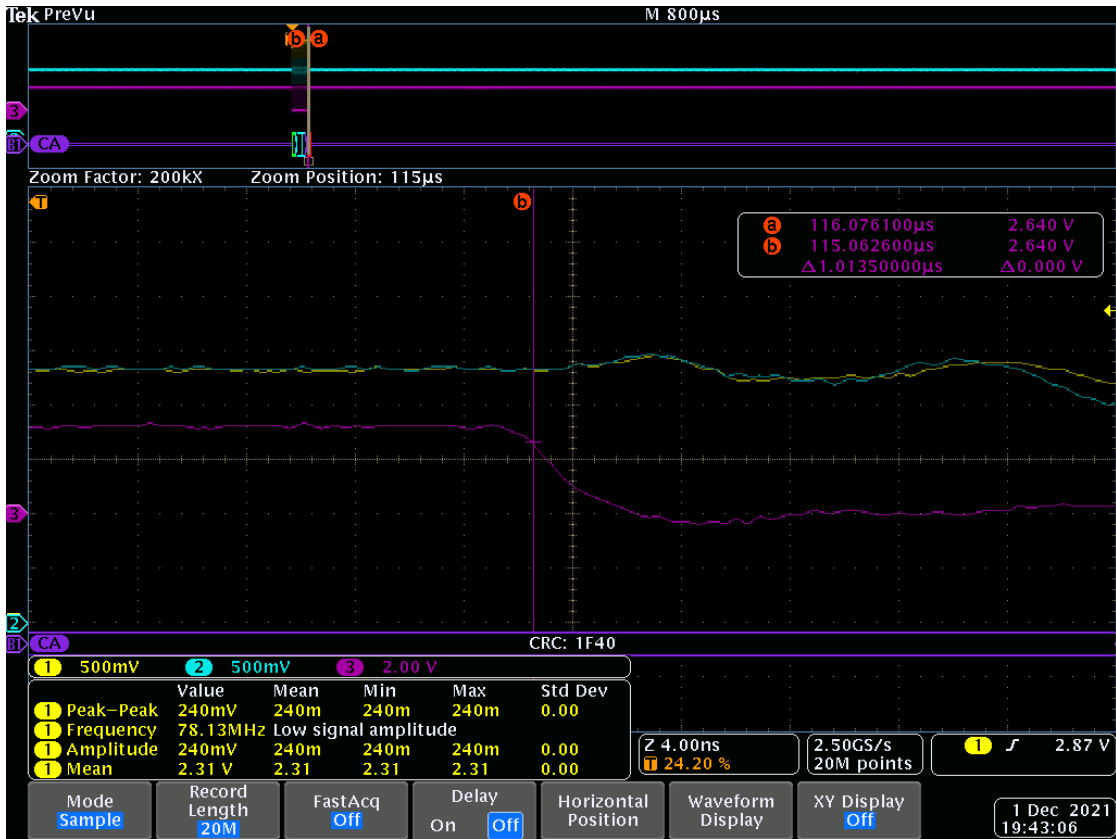 Tek PreVu M 800µs
b a
3
B1 CA
Zoom Factor: 200kX Zoom Position: 115µs
T b
a 116.076100µs 2.640 V
b 115.062600µs 2.640 V
Δ1.01350000µs Δ0.000 V
3
2
B1 CA CRC: 1F40
1 500mV 2 500mV 3 2.00 V
Value Mean Min Max Std Dev
1 Peak-Peak 240mV 240m 240m 240m 0.00
1 Frequency 78.13MHz Low signal amplitude
1 Amplitude 240mV 240m 240m 240m 0.00
1 Mean 2.31 V 2.31 2.31 2.31 0.00
Z 4.00ns
T 24.20 %
2.50GS/s
20M points
1 2.87 V
Mode
Sample
Record
Length
20M
FastAcq
Off
Delay
On Off
Horizontal
Position
Waveform
Display
XY Display
Off
1 Dec 2021
19:43:06